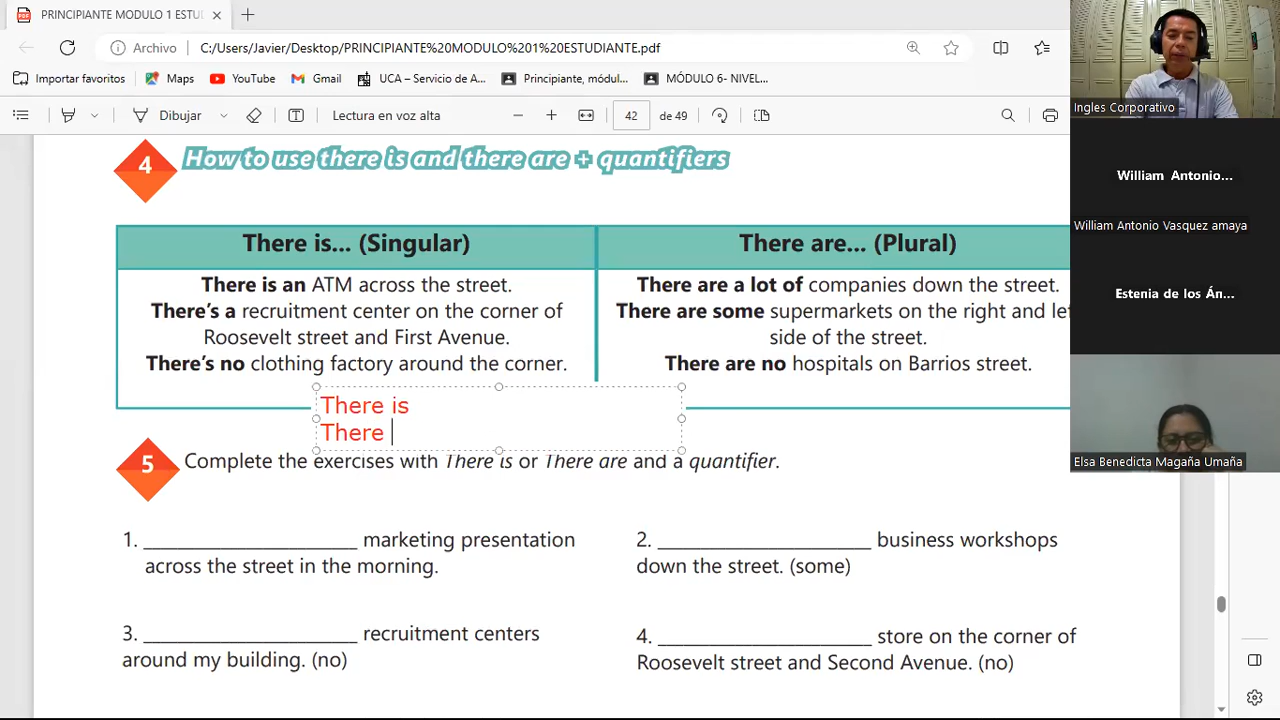 PRINCIPIANTE MODULO 1 ESTU
Archivo
C:/Users/Javier/Desktop/PRINCIPIANTE%20MODULO%201%20ESTUDIANTE.pdf
Importar favoritos
Maps
YouTube
Gmail
UCA – Servicio de A...
Principiante, módul...
MÓDULO 6- NIVEL...
Dibujar
Lectura en voz alta
42
de 49
4
How to use there is and there are + quantifiers
There is... (Singular)
There are... (Plural)
There is an ATM across the street.
There's a recruitment center on the corner of
Roosevelt street and First Avenue.
There's no clothing factory around the corner.
There are a lot of companies down the street.
There are some supermarkets on the right and lef
side of the street.
There are no hospitals on Barrios street.
There is
There
5
Complete the exercises with There is or There are and a quantifier.
1. ____________________ marketing presentation
across the street in the morning.
2. ____________________ business workshops
down the street. (some)
3. ____________________ recruitment centers
around my building. (no)
4. ____________________ store on the corner of
Roosevelt street and Second Avenue. (no)
Ingles Corporativo
William Antonio...
William Antonio Vasquez amaya
Estenia de los Án...
Elsa Benedicta Magaña Umaña